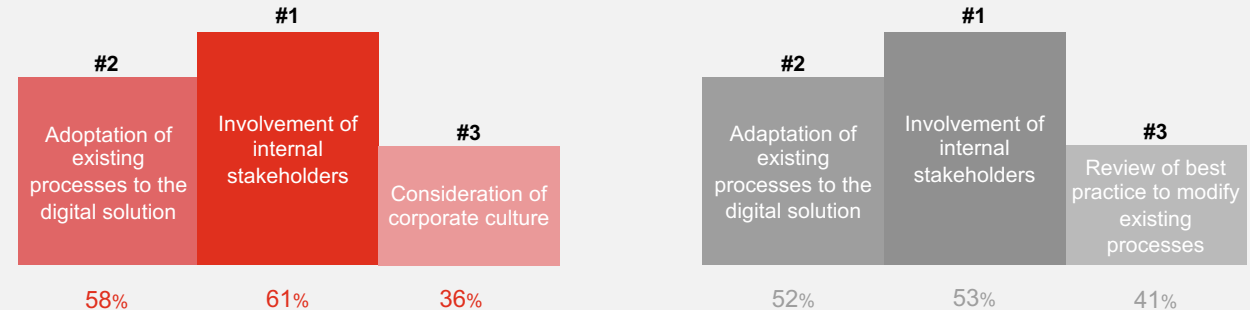 #1
#2
Adoptation of
existing
processes to the
digital solution
Involvement of
internal
stakeholders
#3
Consideration of
corporate culture
58%
61%
36%
#1
#2
Adaptation of
existing
processes to the
digital solution
Involvement of
internal
stakeholders
#3
Review of best
practice to modify
existing
processes
52%
53%
41%